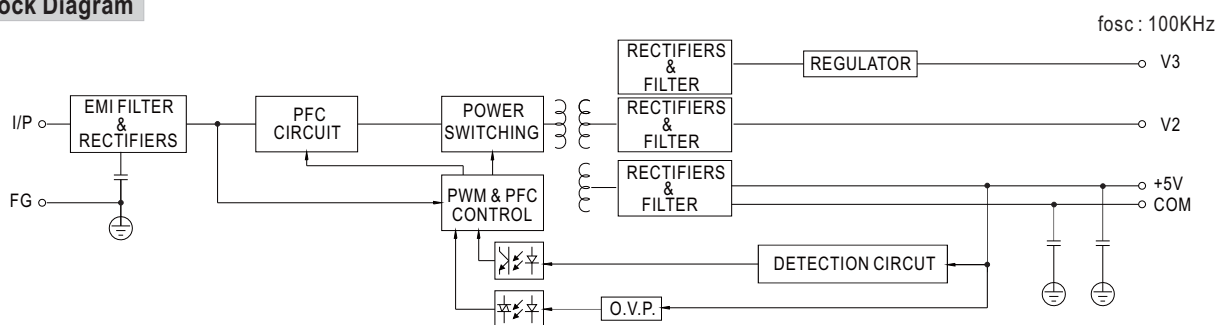 ock Diagram
fosc : 100KHz
RECTIFIERS
&
FILTER
REGULATOR
V3
I/P
EMI FILTER
&
RECTIFIERS
PFC
CIRCUIT
POWER
SWITCHING
RECTIFIERS
&
FILTER
V2
FG
PWM & PFC
CONTROL
RECTIFIERS
&
FILTER
+5V
COM
DETECTION CIRCUT
O.V.P.